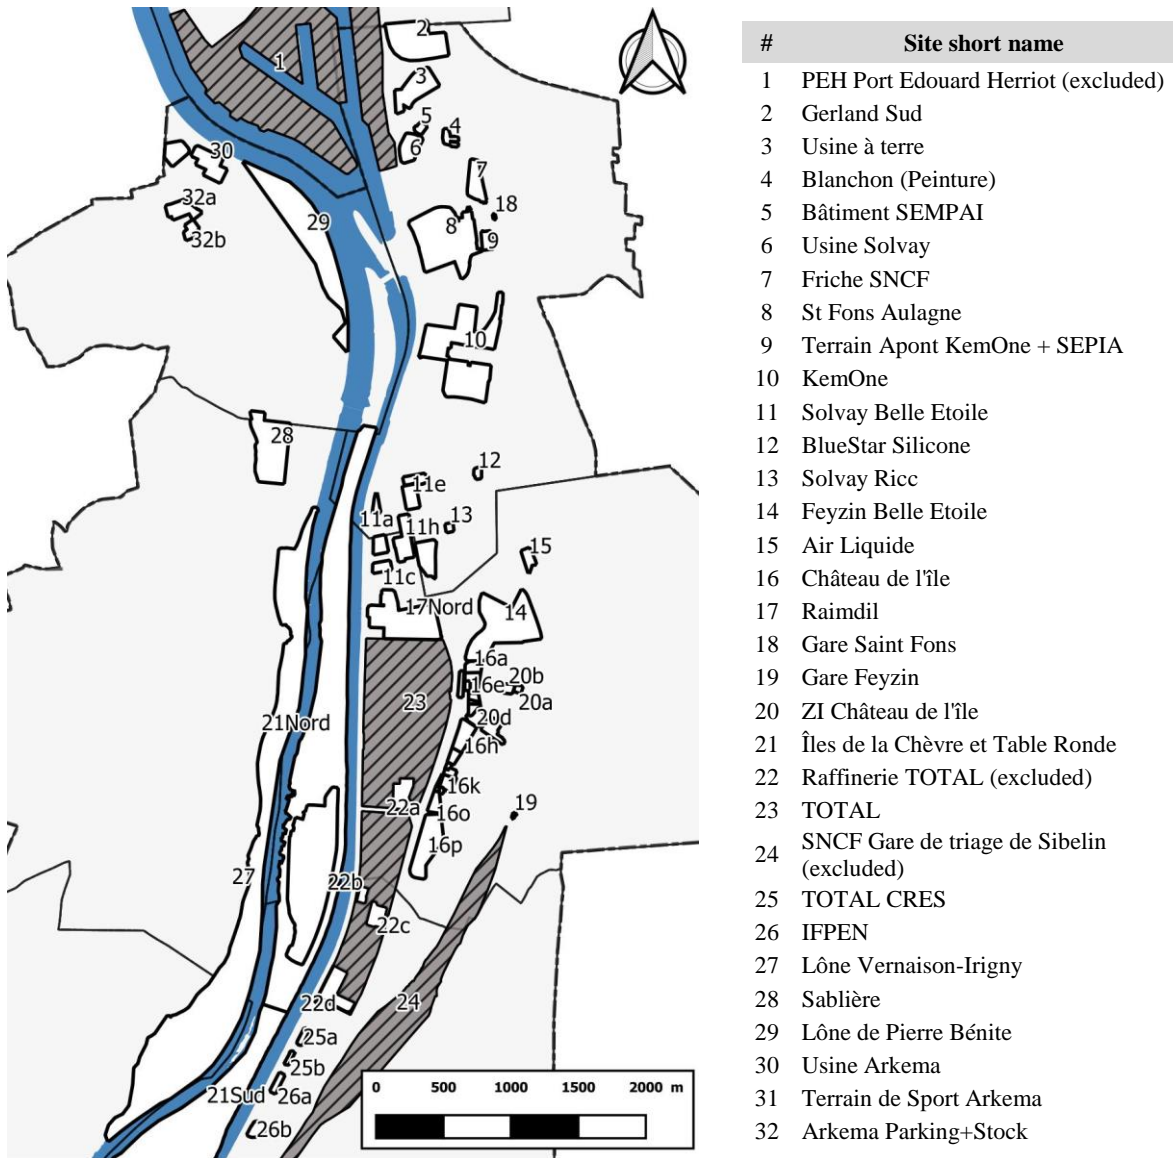 1
2
3
5
4
6
7
30
18
32a
29
8
9
32b
10
28
12
11e
11a
11h
13
15
11c
17Nord
14
16a
20b
16e
20a
23
20d
21Nord
16h
16k
22a
16o
19
16p
27
22b
22c
22d
24
25a
25b
21Sud
26a
26b
0 500 1000 1500 2000 m
# Site short name
1 PEH Port Edouard Herriot (excluded)
2 Gerland Sud
3 Usine à terre
4 Blanchon (Peinture)
5 Bâtiment SEMPAI
6 Usine Solvay
7 Friche SNCF
8 St Fons Aulagne
9 Terrain Apont KemOne + SEPIA
10 KemOne
11 Solvay Belle Etoile
12 BlueStar Silicone
13 Solvay Ricc
14 Feyzin Belle Etoile
15 Air Liquide
16 Château de l'île
17 Raimdil
18 Gare Saint Fons
19 Gare Feyzin
20 ZI Château de l'île
21 Îles de la Chèvre et Table Ronde
22 Raffinerie TOTAL (excluded)
23 TOTAL
24 SNCF Gare de triage de Sibelin
(excluded)
25 TOTAL CRES
26 IFPEN
27 Lône Vernaison-Irigny
28 Sablière
29 Lône de Pierre Bénite
30 Usine Arkema
31 Terrain de Sport Arkema
32 Arkema Parking+Stock